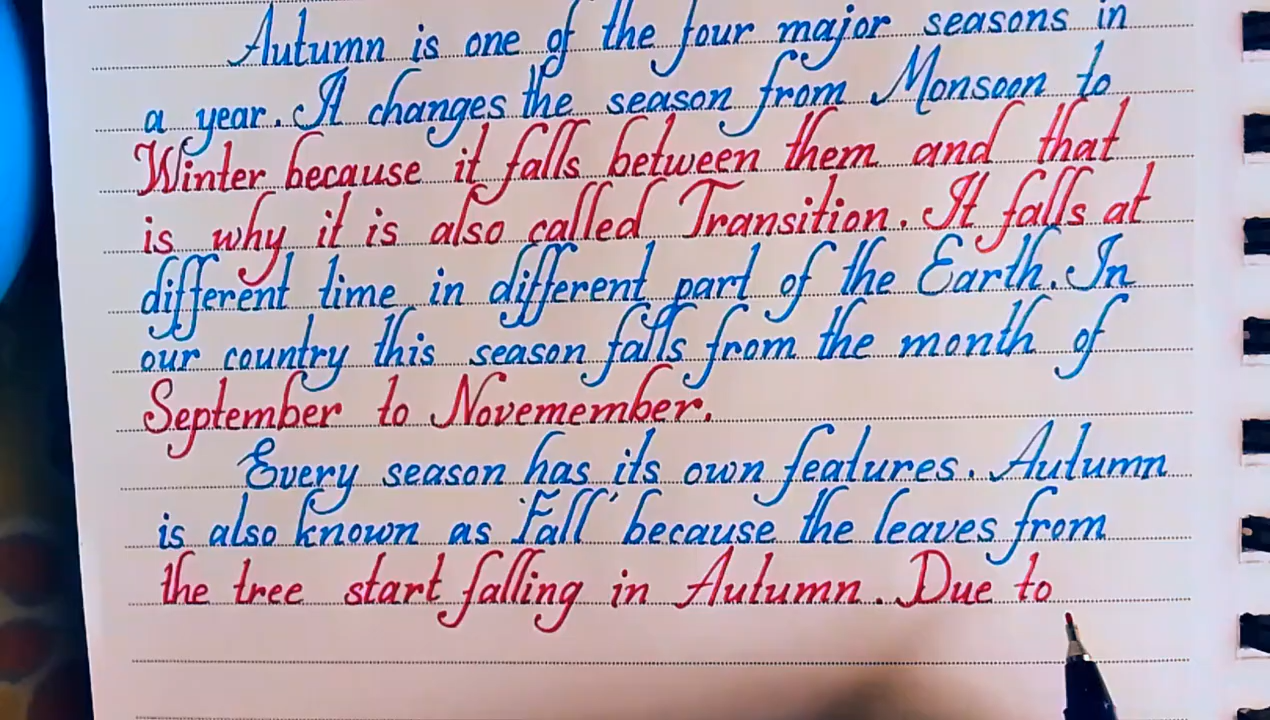 Autumn is one of the four major seasons in
a year. It changes the season from Monsoon to
Winter because it falls between them and that
is why it is also called Transition. It falls at
different time in different part of the Earth. In
our country this season falls from the month of
September to Novemember.
Every season has its own features. Autumn
is also known as 'Fall' because the leaves from
the tree start falling in Autumn. Due to